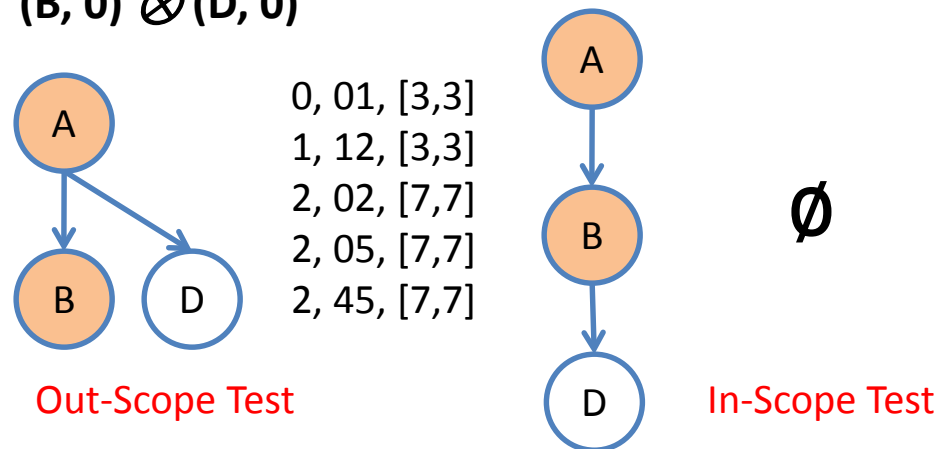 (B, 0) ⊗ (D, 0)
A
B
D
0, 01, [3,3]
1, 12, [3,3]
2, 02, [7,7]
2, 05, [7,7]
2, 45, [7,7]
Out-Scope Test
A
B
D
Ø
In-Scope Test